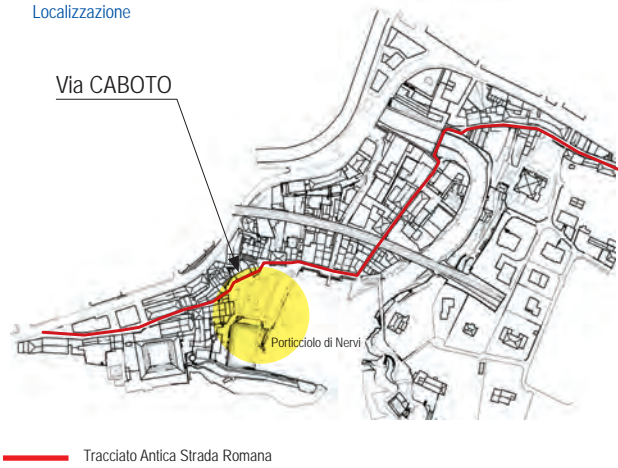 Localizzazione
Via CABOTO
Porticciolo di Nervi
Tracciato Antica Strada Romana